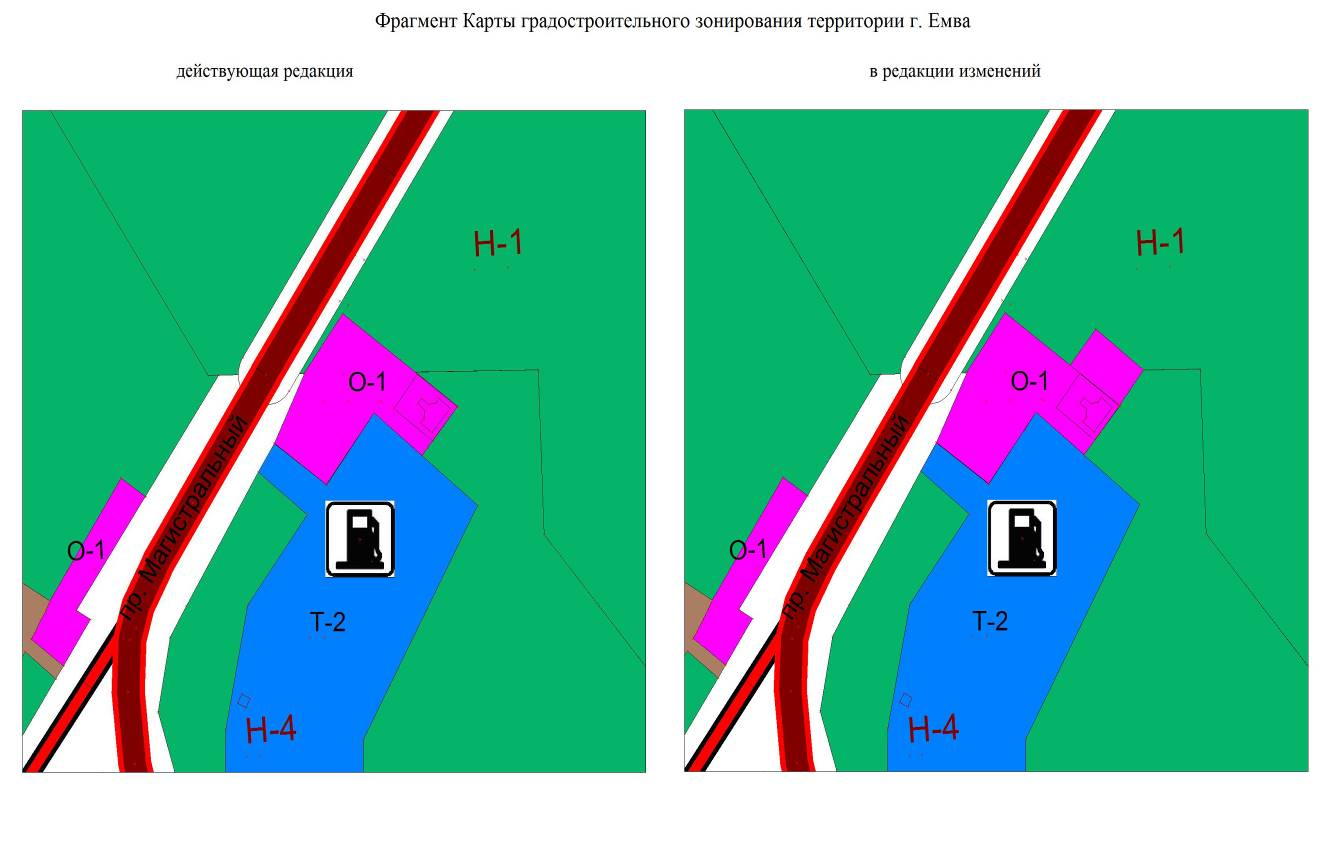 Фрагмент Карты градостроительного зонирования территории г. Емва
действующая редакция
в редакции изменений
Н-1
О-1
пр. Магистральный
О-1
Т-2
Н-4
Н-1
О-1
пр. Магистральный
О-1
Т-2
Н-4